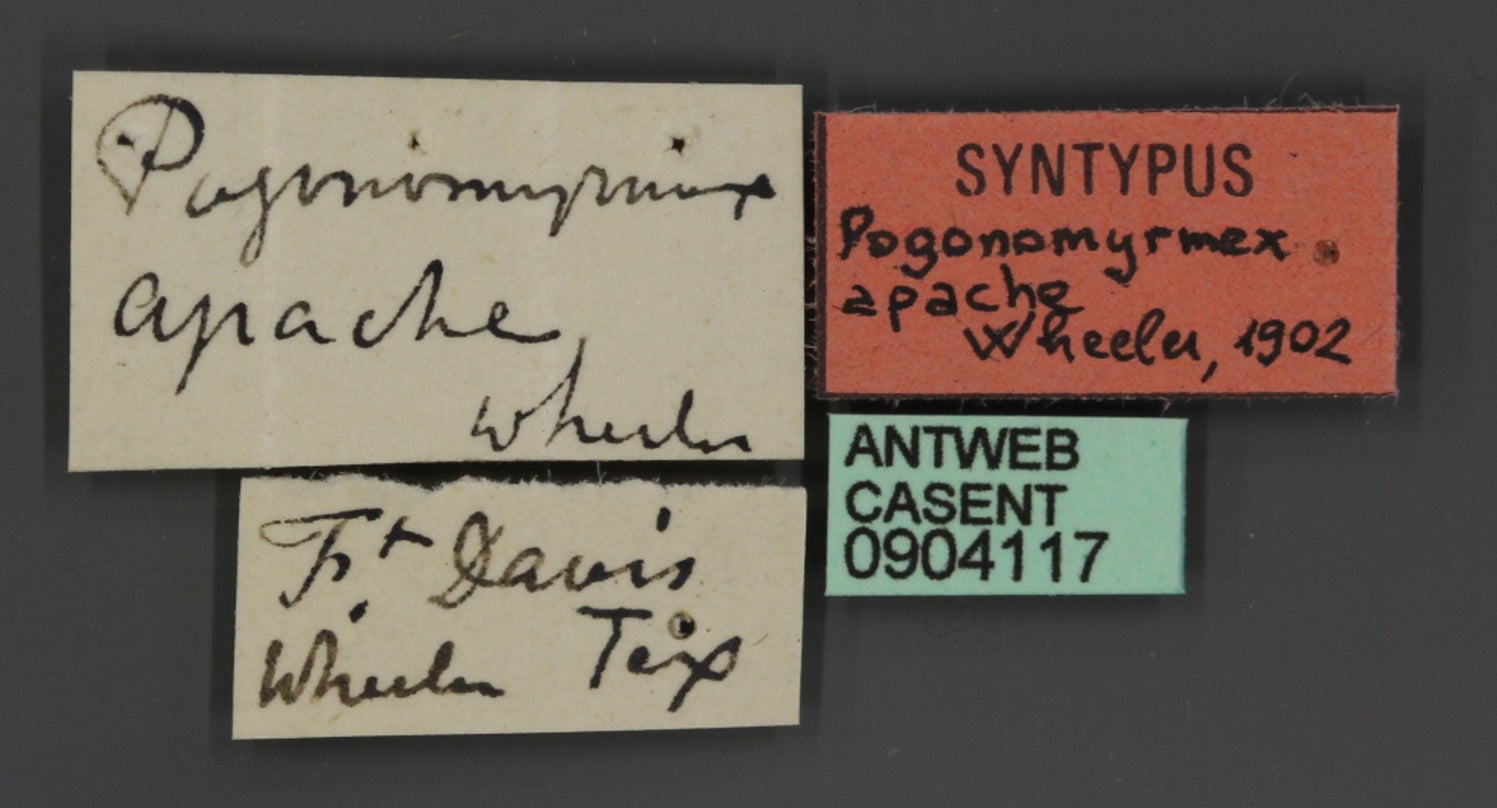 Pogonomyrmex
apache
Wheeler
Ft Davis
Wheeler Tex
SYNTYPUS
Pogonomyrmex
apache
Wheeler, 1902
ANTWEB
CASENT
0904117